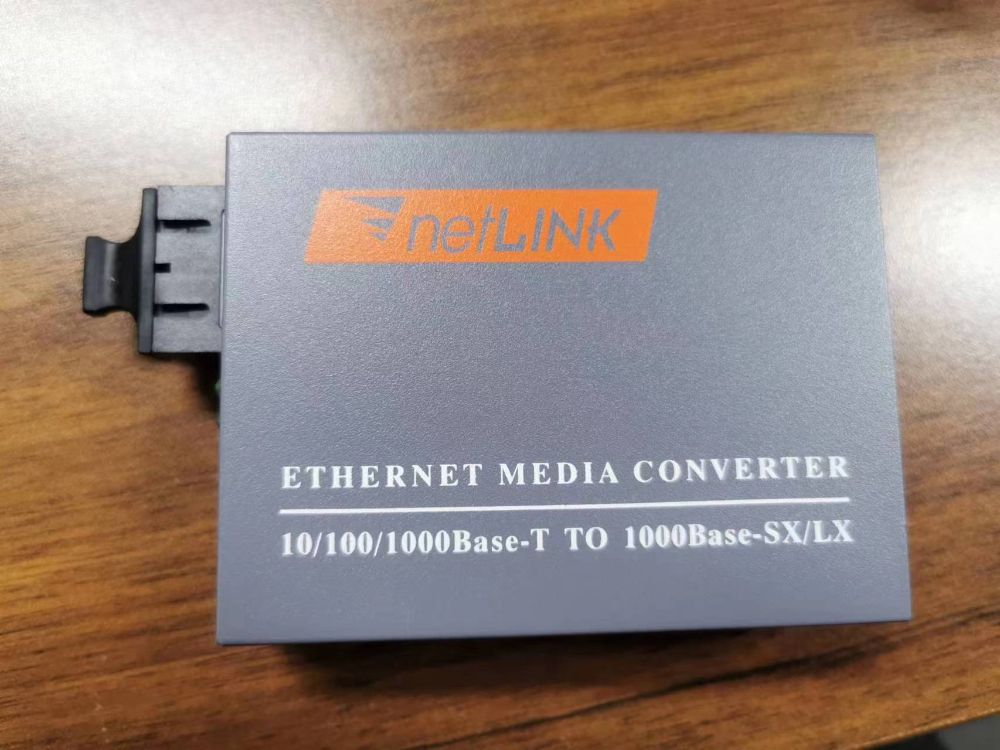 netLINK
ETHERNET MEDIA CONVERTER
10/100/1000Base-T TO 1000Base-SX/LX